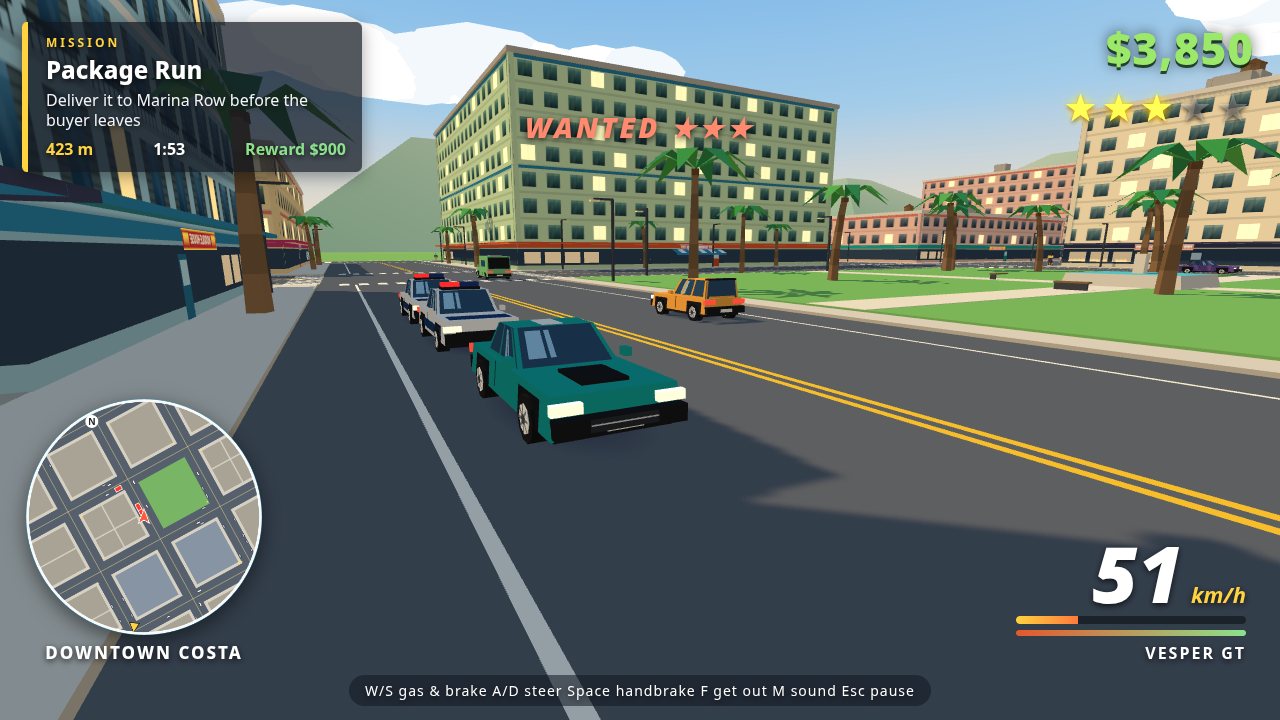 MISSION
Package Run
Deliver it to Marina Row before the
buyer leaves
423 m 1:53 Reward $900
$3,850
WANTED ★★★
N
DOWNTOWN COSTA
51 km/h
VESPER GT
W/S gas & brake A/D steer Space handbrake F get out M sound Esc pause